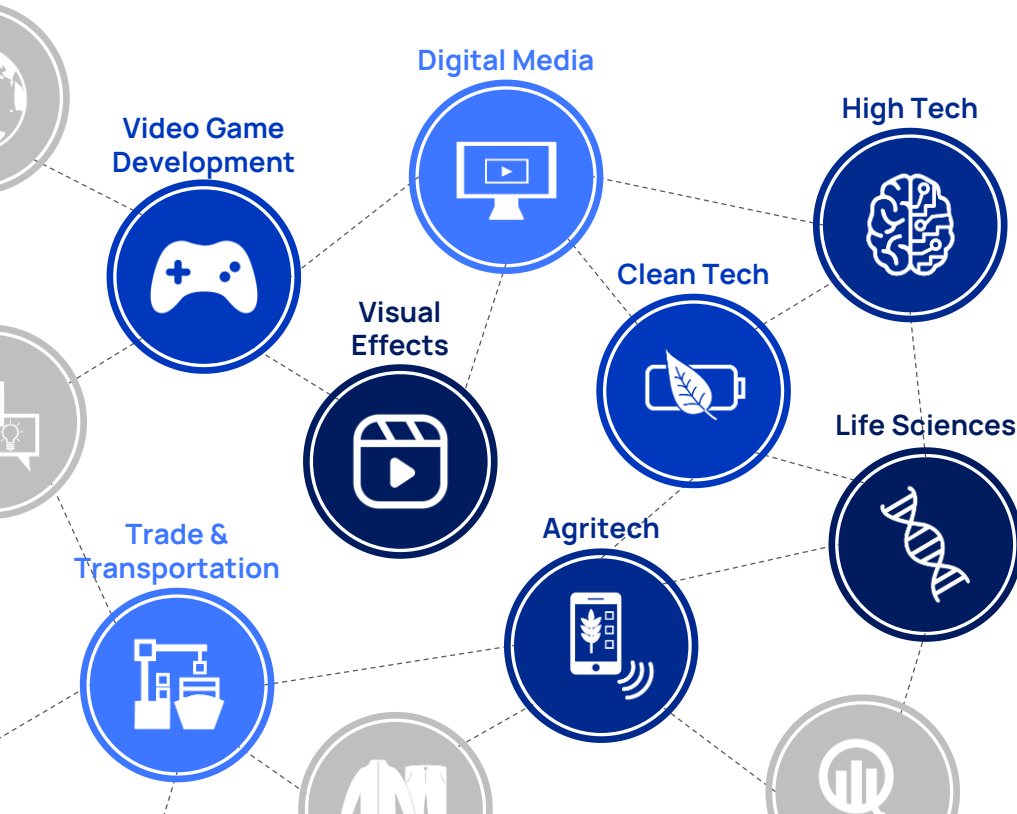 Digital Media
High Tech
Video Game
Development
Clean Tech
Visual
Effects
Life Sciences
Agritech
Trade &
Transportation